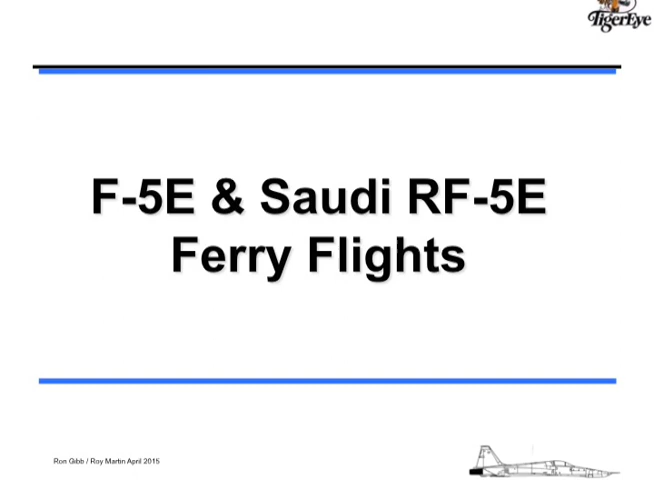 TigerEye
F-5E & Saudi RF-5E
Ferry Flights
Ron Gibb / Roy Martin April 2015